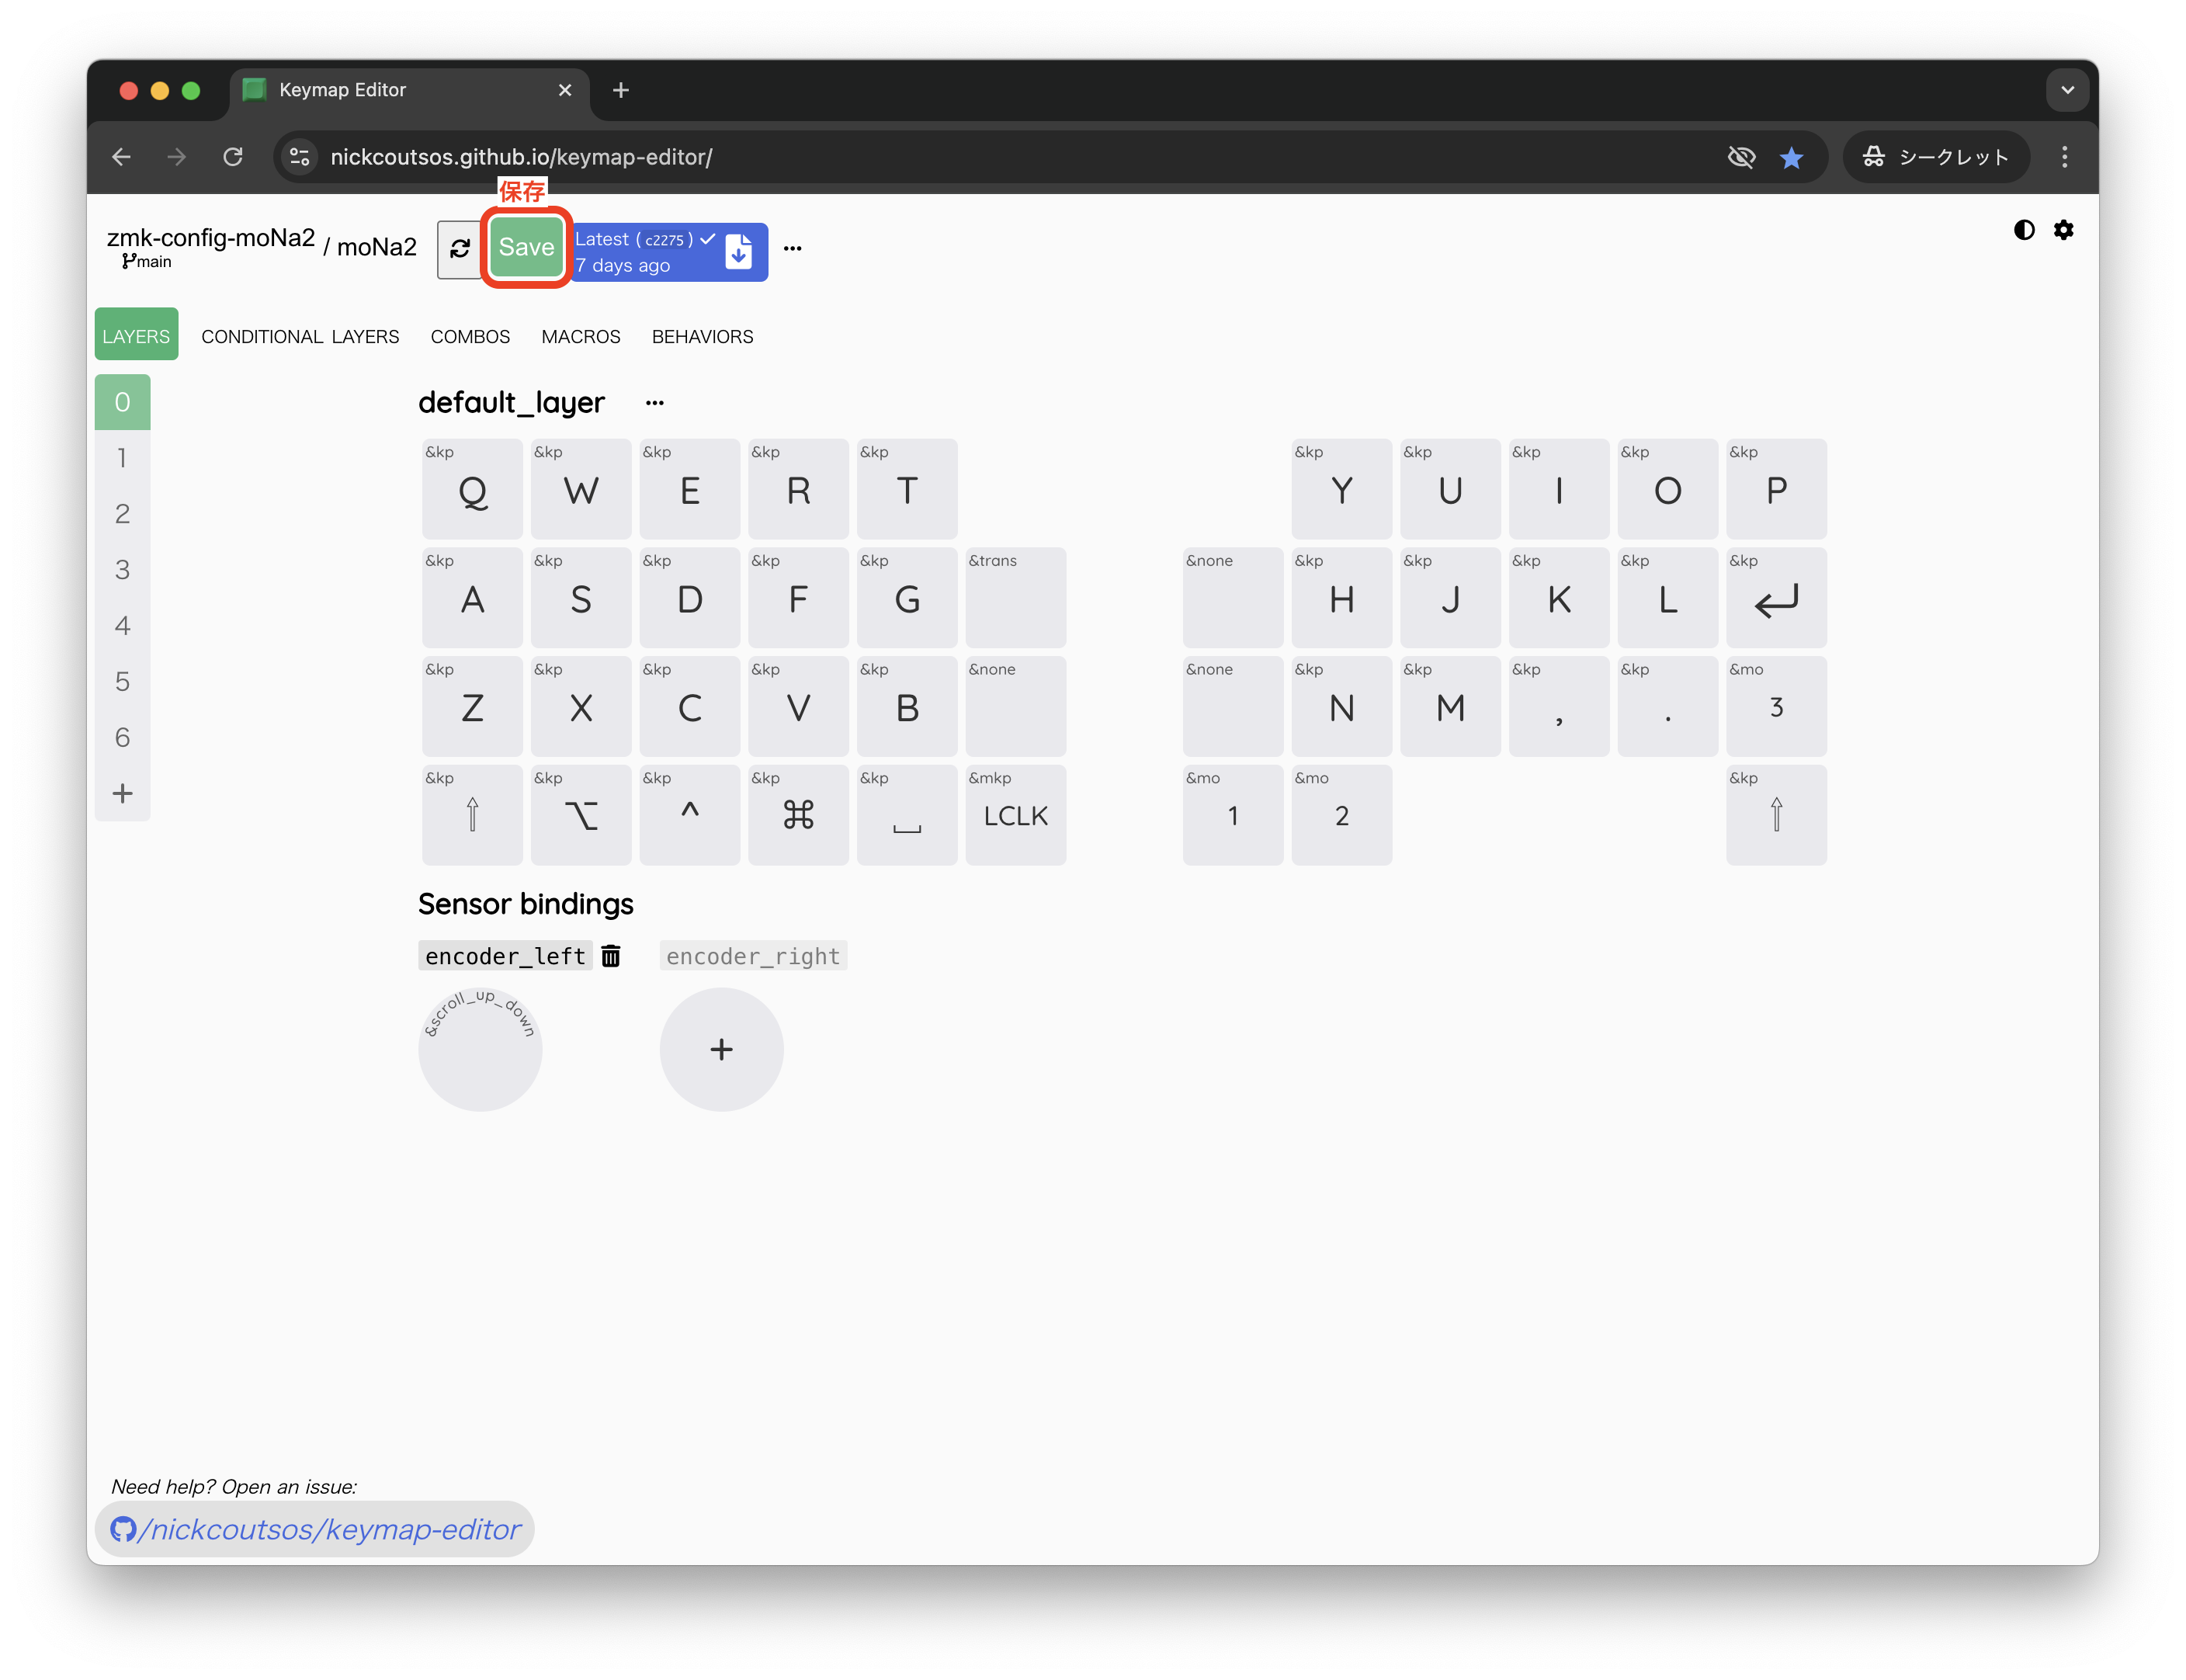 Keymap Editor
nickcoutsos.github.io/keymap-editor/
シークレット
保存
zmk-config-moNa2 / moNa2
main
Save
Latest (c2275)
7 days ago
LAYERS CONDITIONAL LAYERS COMBOS MACROS BEHAVIORS
0
1
2
3
4
5
6
+
default_layer ...
&kp &kp &kp &kp &kp &kp &kp &kp &kp &kp
Q W E R T Y U I O P
&kp &kp &kp &kp &kp &trans &none &kp &kp &kp &kp &kp
A S D F G H J K L
&kp &kp &kp &kp &kp &none &none &kp &kp &kp &kp &mo
Z X C V B N M , . 3
&kp &kp &kp &kp &kp &mkp &mo &mo &kp
⇧ ⌥ ^ ⌘ LCLK 1 2 ⇧
Sensor bindings
encoder_left encoder_right
&scroll_up_down +
Need help? Open an issue:
/nickcoutsos/keymap-editor